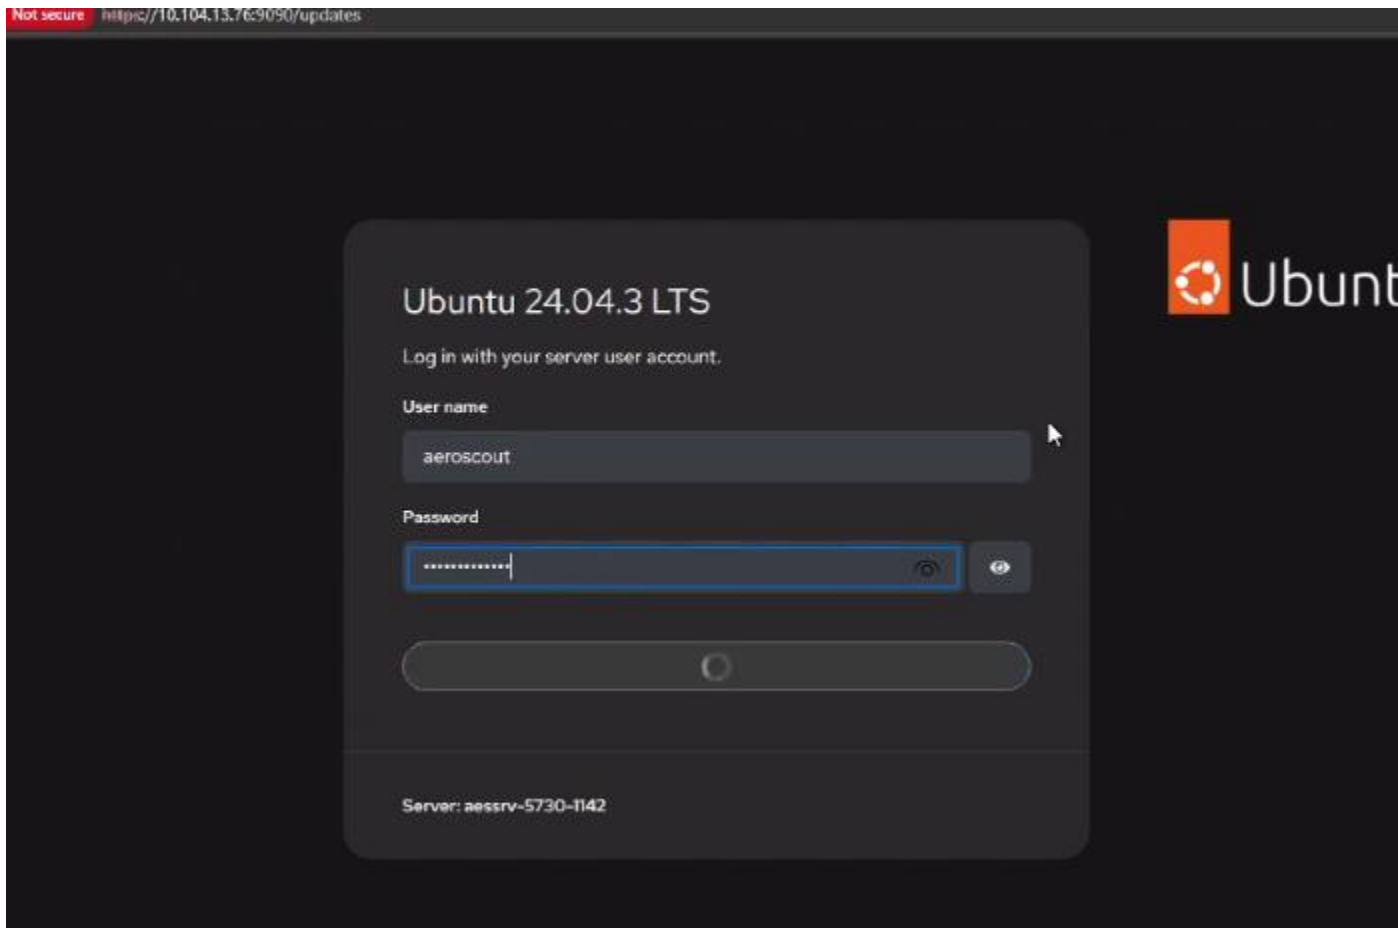 Not secure https://10.104.13.76:9090/updates
Ubuntu 24.04.3 LTS
Ubunt
Log in with your server user account.
User name
aeroscout
Password
•••••••••••••
Server: aessrv-5730-1142